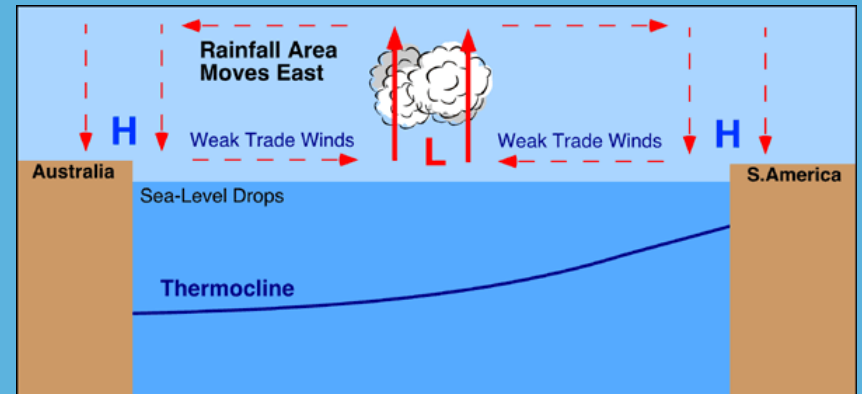 Rainfall Area
Moves East
H
H
Weak Trade Winds
L
Weak Trade Winds
Australia
S.America
Sea-Level Drops
Thermocline